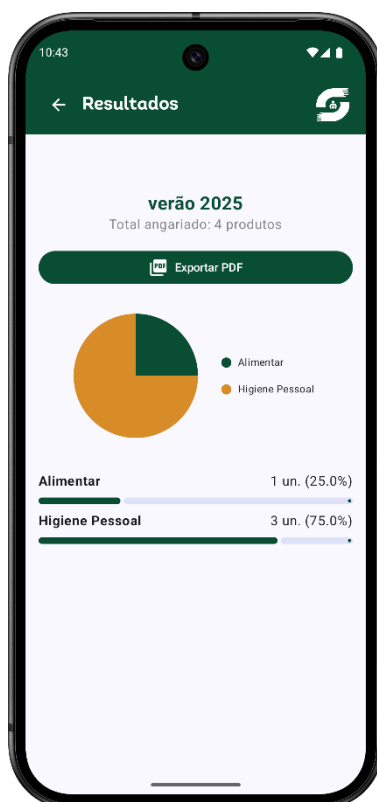 10:43
Resultados
verão 2025
Total angariado: 4 produtos
PDF Exportar PDF
Alimentar
Higiene Pessoal
Alimentar 1 un. (25.0%)
Higiene Pessoal 3 un. (75.0%)